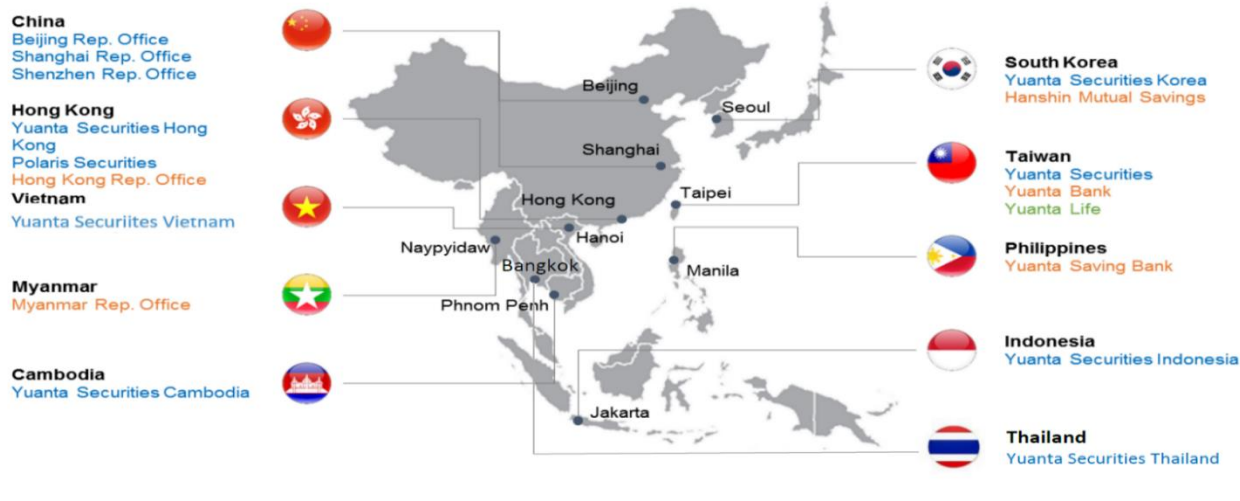 China
Beijing Rep. Office
Shanghai Rep. Office
Shenzhen Rep. Office
Hong Kong
Yuanta Securities Hong
Kong
Polaris Securities
Hong Kong Rep. Office
Vietnam
Yuanta Securiites Vietnam
Myanmar
Myanmar Rep. Office
Cambodia
Yuanta Securities Cambodia
Beijing
Seoul
Shanghai
Taipei
Hong Kong
Hanoi
Naypyidaw
Bangkok
Manila
Phnom Penh
Jakarta
South Korea
Yuanta Securities Korea
Hanshin Mutual Savings
Taiwan
Yuanta Securities
Yuanta Bank
Yuanta Life
Philippines
Yuanta Saving Bank
Indonesia
Yuanta Securities Indonesia
Thailand
Yuanta Securities Thailand